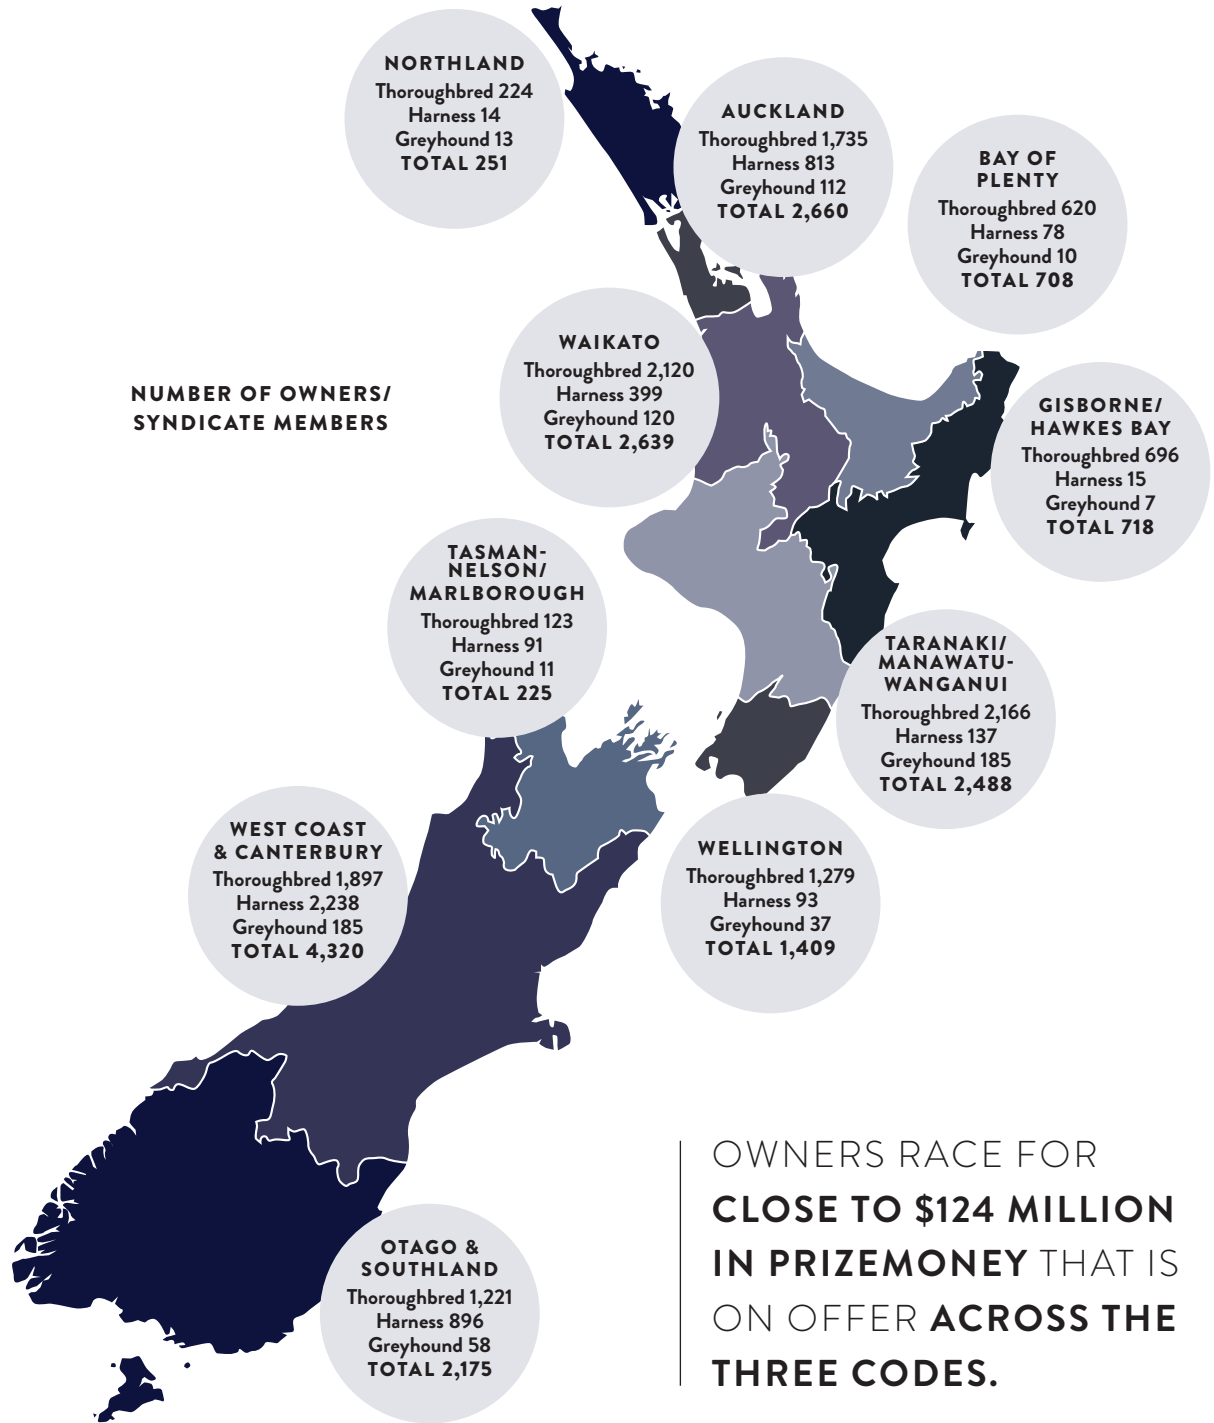 NORTHLAND
Thoroughbred 224
Harness 14
Greyhound 13
TOTAL 251
AUCKLAND
Thoroughbred 1,735
Harness 813
Greyhound 112
TOTAL 2,660
BAY OF
PLENTY
Thoroughbred 620
Harness 78
Greyhound 10
TOTAL 708
WAIKATO
Thoroughbred 2,120
Harness 399
Greyhound 120
TOTAL 2,639
NUMBER OF OWNERS/
SYNDICATE MEMBERS
GISBORNE/
HAWKES BAY
Thoroughbred 696
Harness 15
Greyhound 7
TOTAL 718
TASMAN-
NELSON/
MARLBOROUGH
Thoroughbred 123
Harness 91
Greyhound 11
TOTAL 225
TARANAKI/
MANAWATU-
WANGANUI
Thoroughbred 2,166
Harness 137
Greyhound 185
TOTAL 2,488
WEST COAST
& CANTERBURY
Thoroughbred 1,897
Harness 2,238
Greyhound 185
TOTAL 4,320
WELLINGTON
Thoroughbred 1,279
Harness 93
Greyhound 37
TOTAL 1,409
OTAGO &
SOUTHLAND
Thoroughbred 1,221
Harness 896
Greyhound 58
TOTAL 2,175
OWNERS RACE FOR
CLOSE TO $124 MILLION
IN PRIZEMONEY THAT IS
ON OFFER ACROSS THE
THREE CODES.